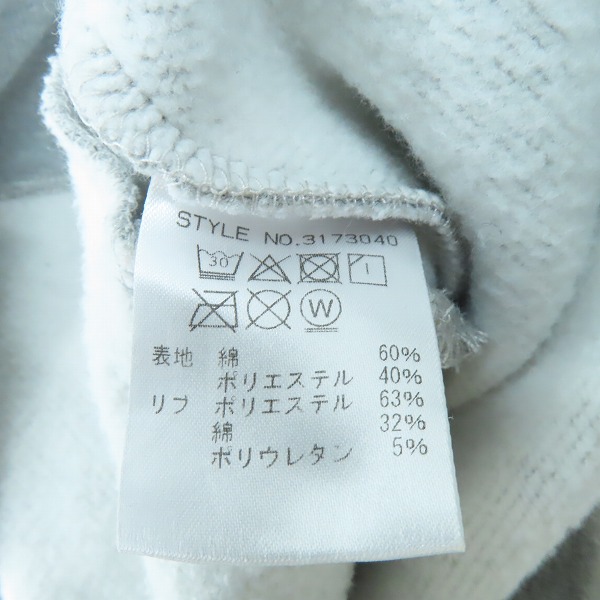 STYLE NO.3173040
30
W
表地 綿 60%
ポリエステル 40%
リブ ポリエステル 63%
綿 32%
ポリウレタン 5%